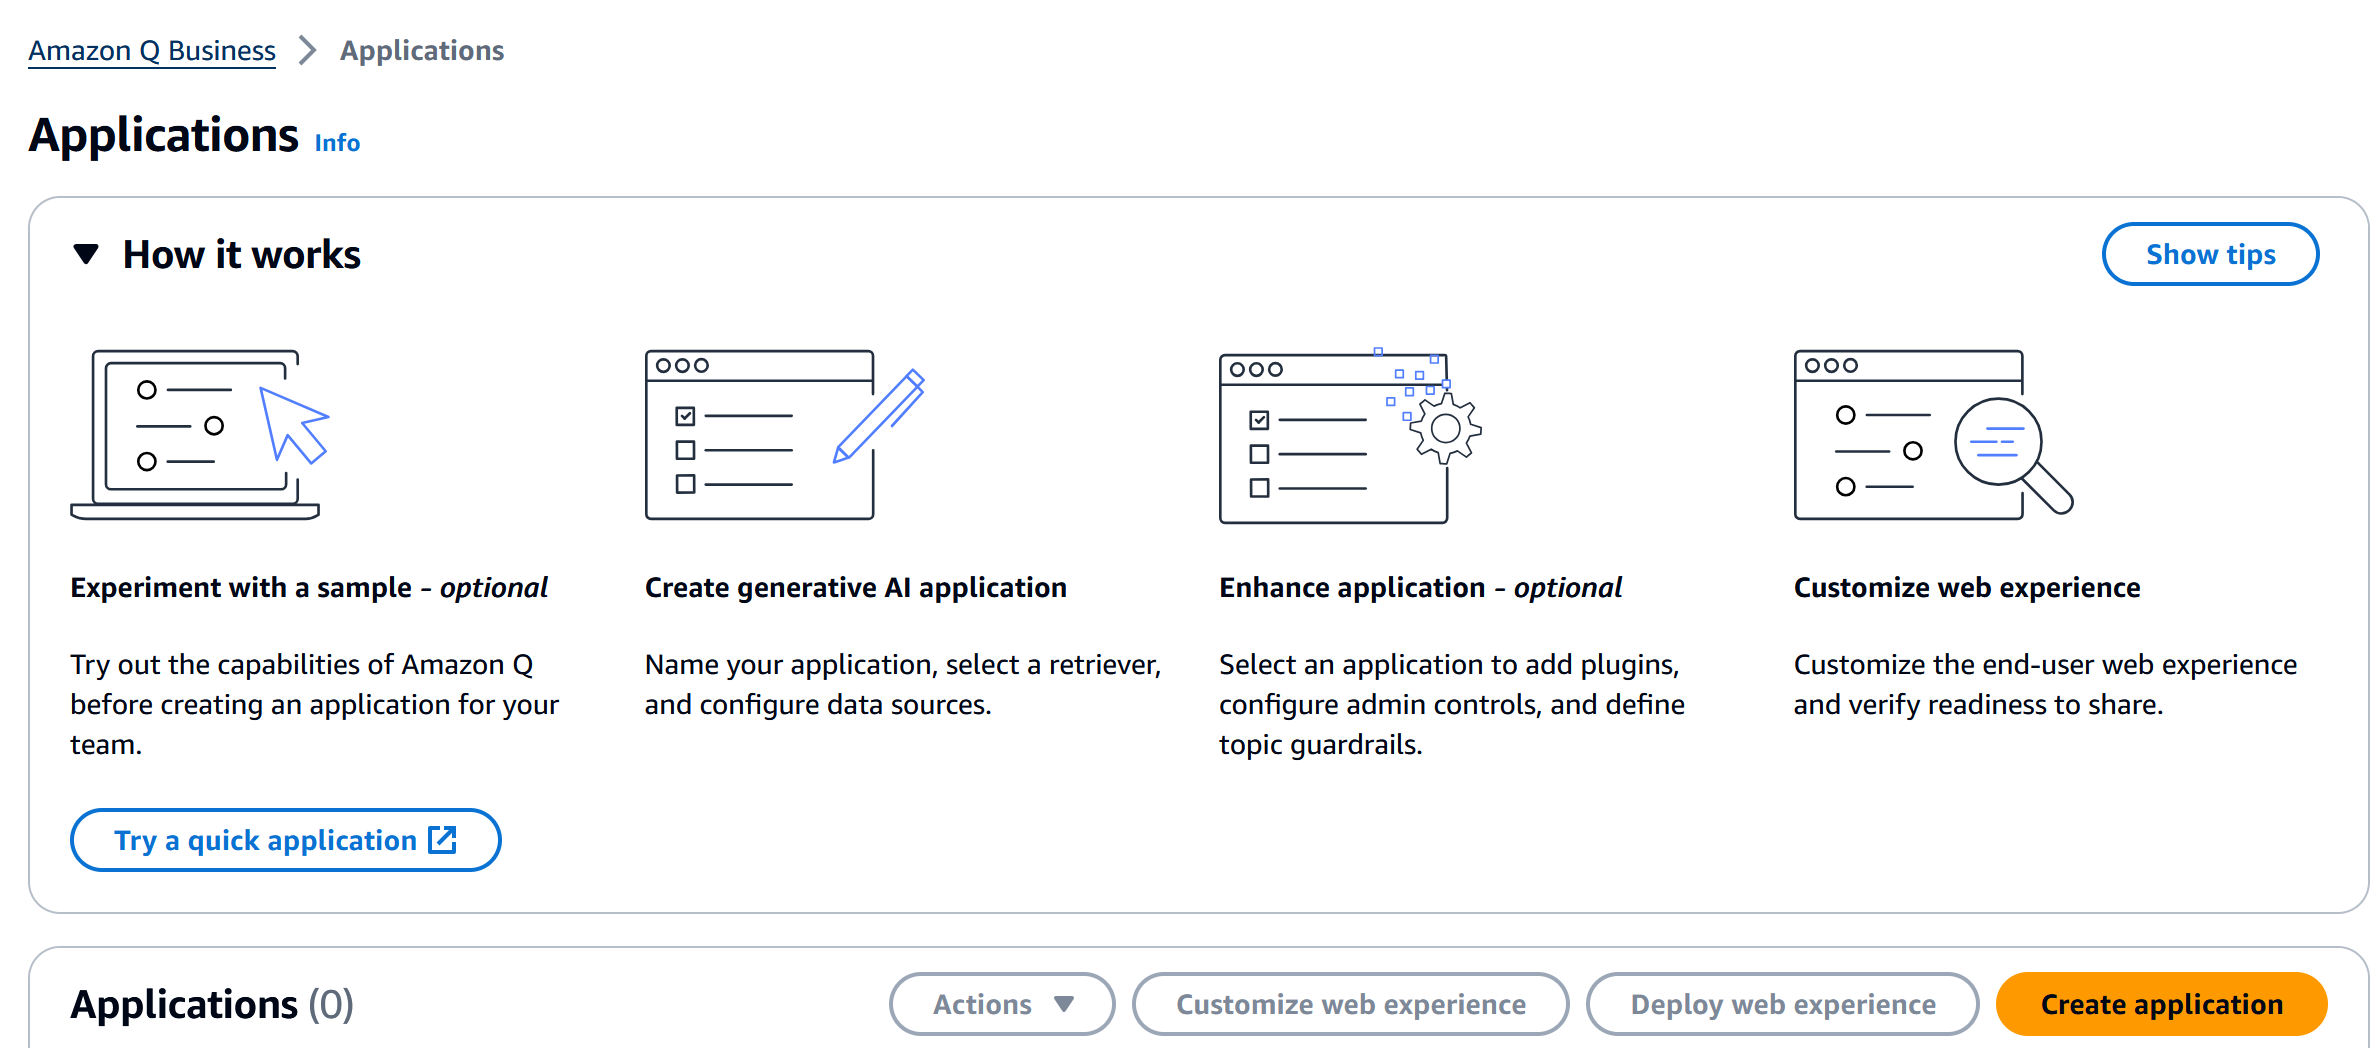 Amazon Q Business > Applications
Applications Info
How it works
Show tips
Experiment with a sample - optional
Try out the capabilities of Amazon Q
before creating an application for your
team.
Try a quick application
Create generative AI application
Name your application, select a retriever,
and configure data sources.
Enhance application - optional
Select an application to add plugins,
configure admin controls, and define
topic guardrails.
Customize web experience
Customize the end-user web experience
and verify readiness to share.
Applications (0)
Actions
Customize web experience
Deploy web experience
Create application